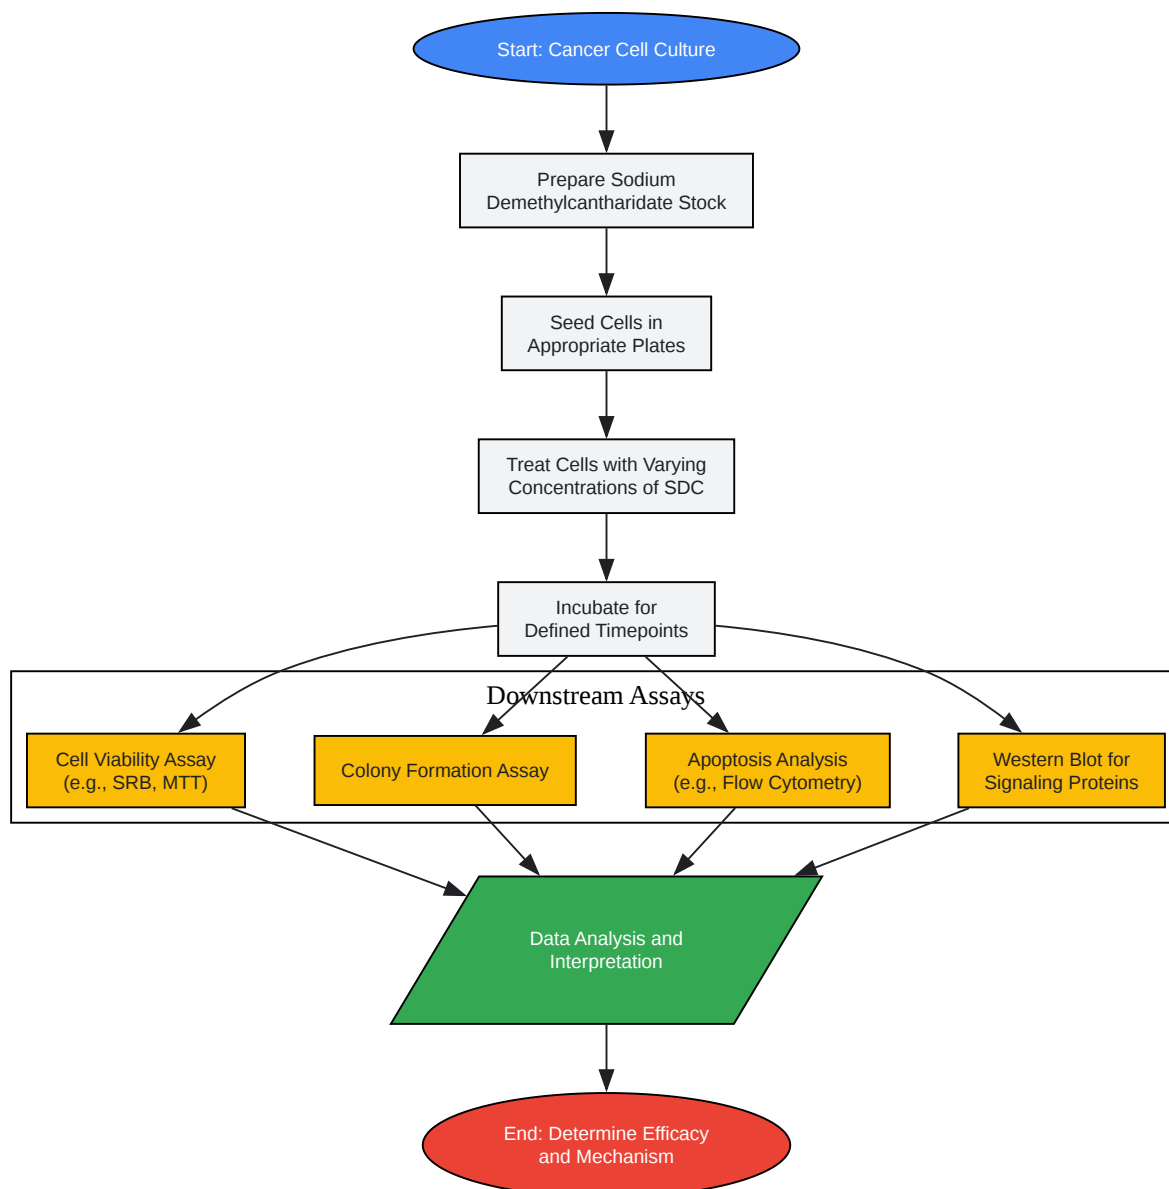 Start: Cancer Cell Culture
Prepare Sodium
Demethylcantharidate Stock
Seed Cells in
Appropriate Plates
Treat Cells with Varying
Concentrations of SDC
Incubate for
Defined Timepoints
Downstream Assays
Cell Viability Assay
(e.g., SRB, MTT)
Colony Formation Assay
Apoptosis Analysis
(e.g., Flow Cytometry)
Western Blot for
Signaling Proteins
Data Analysis and
Interpretation
End: Determine Efficacy
and Mechanism